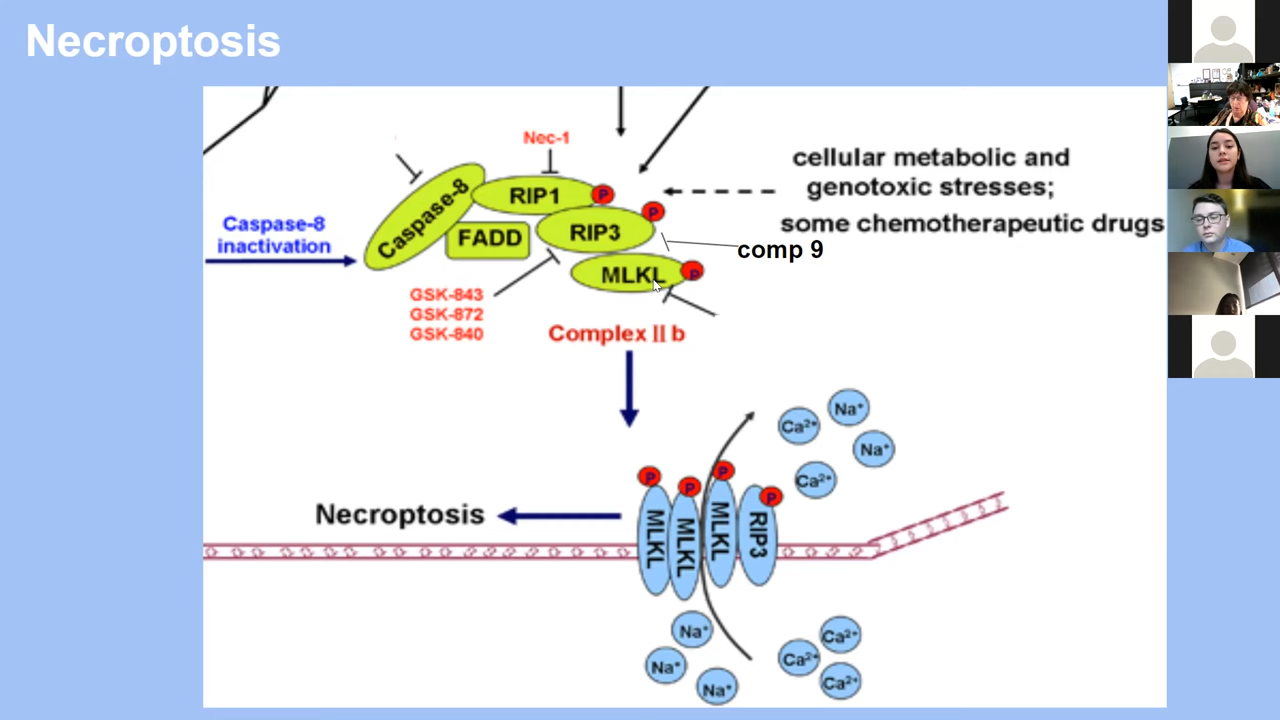 Necroptosis
Nec-1
cellular metabolic and
genotoxic stresses;
some chemotherapeutic drugs
Caspase-8
inactivation
Caspase-8
RIP1
P
FADD
RIP3
P
comp 9
MLKL
P
GSK-843
GSK-872
GSK-840
Complex II b
Ca²⁺
Na⁺
Na⁺
Ca²⁺
P
P
P
P
MLKL
MLKL
MLKL
RIP3
Necroptosis
Na⁺
Na⁺
Na⁺
Ca²⁺
Ca²⁺
Ca²⁺